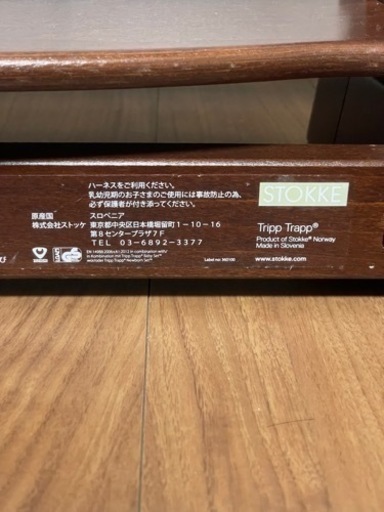 ハーネスをご利用ください。
乳幼児期のお子さまのご使用には事故防止の為、
必ず保護者が付き添ってください。
原産国 スロベニア
株式会社ストッケ 東京都中央区日本橋堀留町1-10-16
第8センタープラザ7F
TEL 03-6892-3377
STOKKE
Tripp Trapp®
Product of Stokke® Norway
Made in Slovenia
www.stokke.com